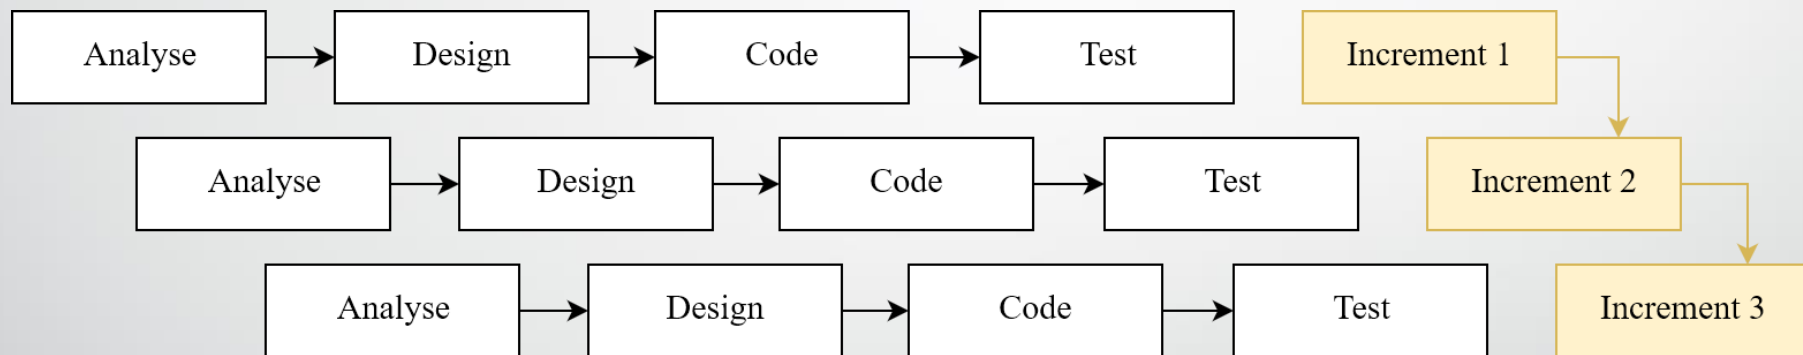 Analyse Design Code Test Increment 1
Analyse Design Code Test Increment 2
Analyse Design Code Test Increment 3